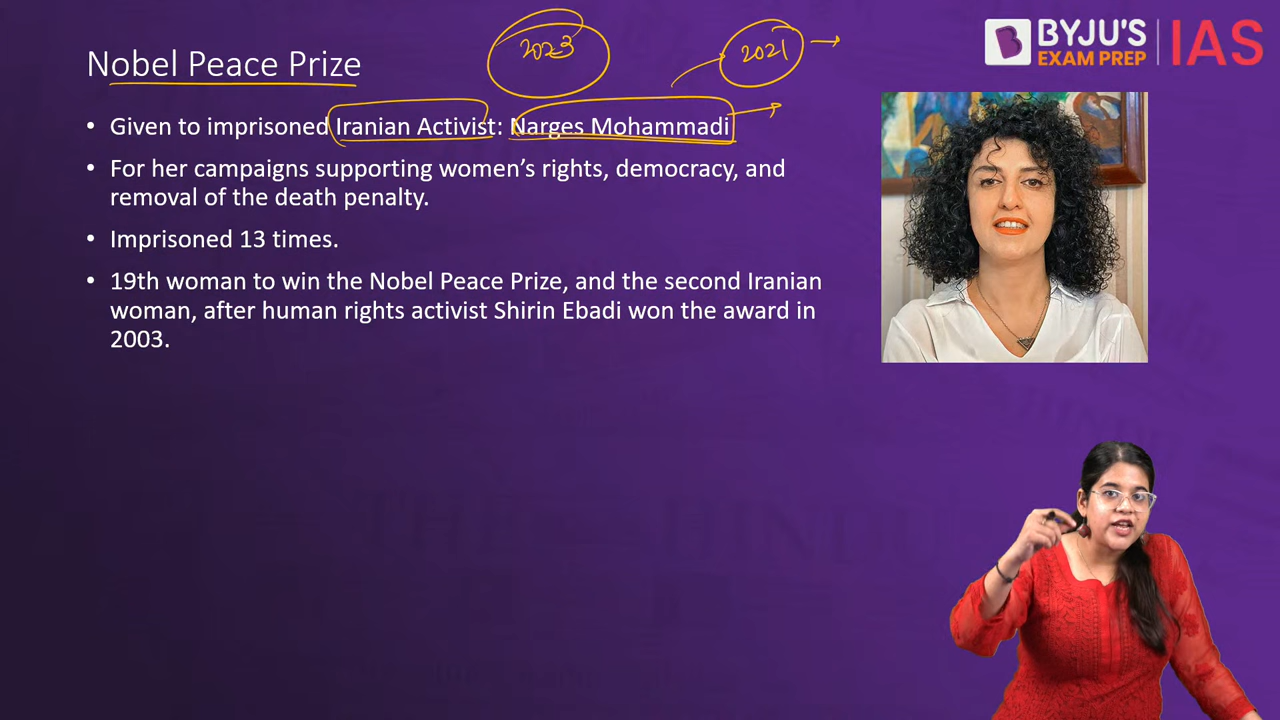 2023
2021
BYJU'S
EXAM PREP
IAS
Nobel Peace Prize
• Given to imprisoned Iranian Activist: Narges Mohammadi
• For her campaigns supporting women's rights, democracy, and
removal of the death penalty.
• Imprisoned 13 times.
• 19th woman to win the Nobel Peace Prize, and the second Iranian
woman, after human rights activist Shirin Ebadi won the award in
2003.